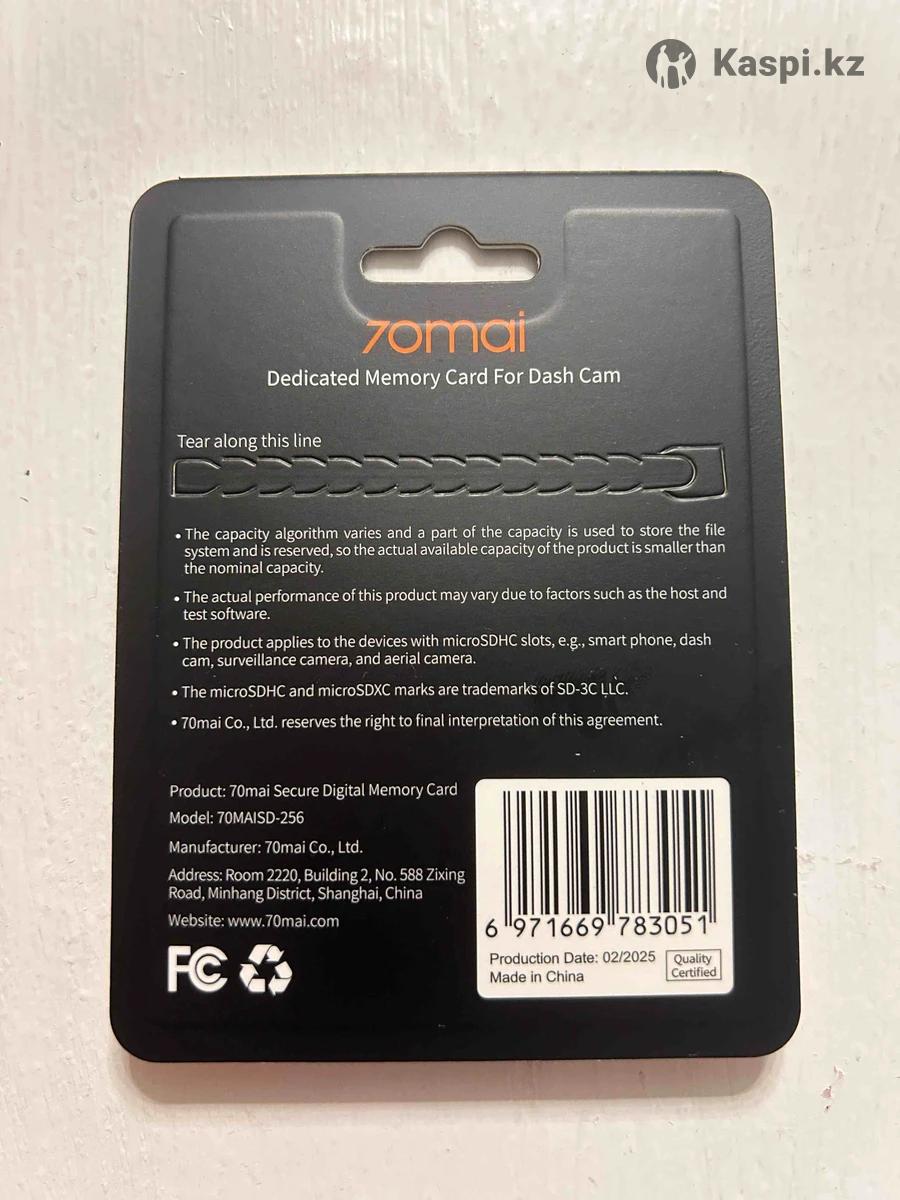 Kaspi.kz
70mai
Dedicated Memory Card For Dash Cam
Tear along this line
• The capacity algorithm varies and a part of the capacity is used to store the file
system and is reserved, so the actual available capacity of the product is smaller than
the nominal capacity.
• The actual performance of this product may vary due to factors such as the host and
test software.
• The product applies to the devices with microSDHC slots, e.g., smart phone, dash
cam, surveillance camera, and aerial camera.
• The microSDHC and microSDXC marks are trademarks of SD-3C LLC.
• 70mai Co., Ltd. reserves the right to final interpretation of this agreement.
Product: 70mai Secure Digital Memory Card
Model: 70MAISD-256
Manufacturer: 70mai Co., Ltd.
Address: Room 2220, Building 2, No. 588 Zixing
Road, Minhang District, Shanghai, China
Website: www.70mai.com
FC
6 971669 783051
Production Date: 02/2025
Made in China
Quality
Certified